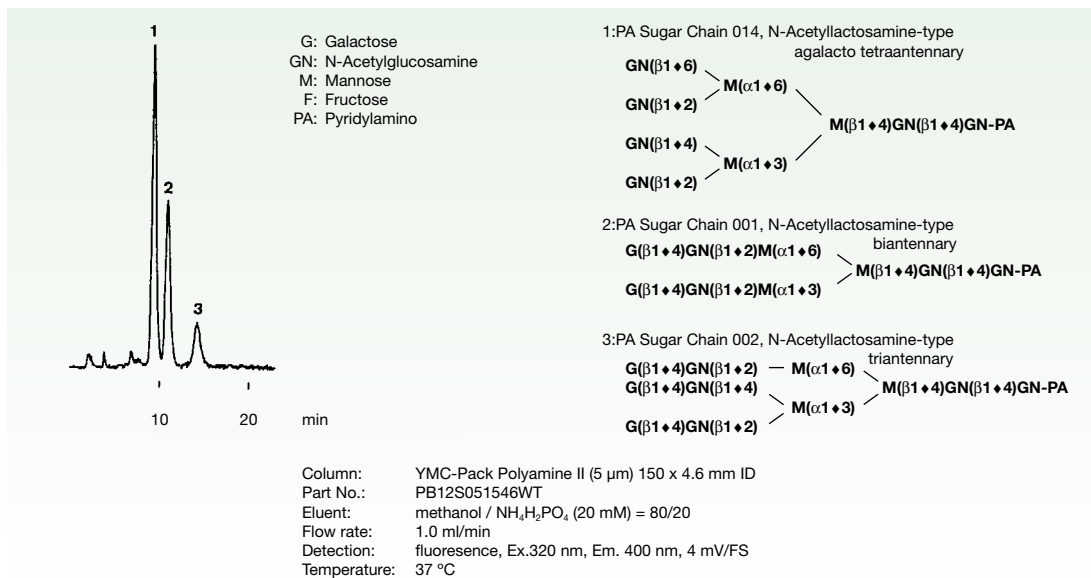 1
2
3
10 20 min
G: Galactose
GN: N-Acetylglucosamine
M: Mannose
F: Fructose
PA: Pyridylamino
1:PA Sugar Chain 014, N-Acetyllactosamine-type
agalacto tetraantennary
GN(β1♦6)
M(α1♦6)
GN(β1♦2)
M(β1♦4)GN(β1♦4)GN-PA
GN(β1♦4)
M(α1♦3)
GN(β1♦2)
2:PA Sugar Chain 001, N-Acetyllactosamine-type
biantennary
G(β1♦4)GN(β1♦2)M(α1♦6)
M(β1♦4)GN(β1♦4)GN-PA
G(β1♦4)GN(β1♦2)M(α1♦3)
3:PA Sugar Chain 002, N-Acetyllactosamine-type
triantennary
G(β1♦4)GN(β1♦2) — M(α1♦6)
G(β1♦4)GN(β1♦4) M(β1♦4)GN(β1♦4)GN-PA
M(α1♦3)
G(β1♦4)GN(β1♦2)
Column: YMC-Pack Polyamine II (5 µm) 150 x 4.6 mm ID
Part No.: PB12S051546WT
Eluent: methanol / NH₄H₂PO₄ (20 mM) = 80/20
Flow rate: 1.0 ml/min
Detection: fluoresence, Ex.320 nm, Em. 400 nm, 4 mV/FS
Temperature: 37 ºC